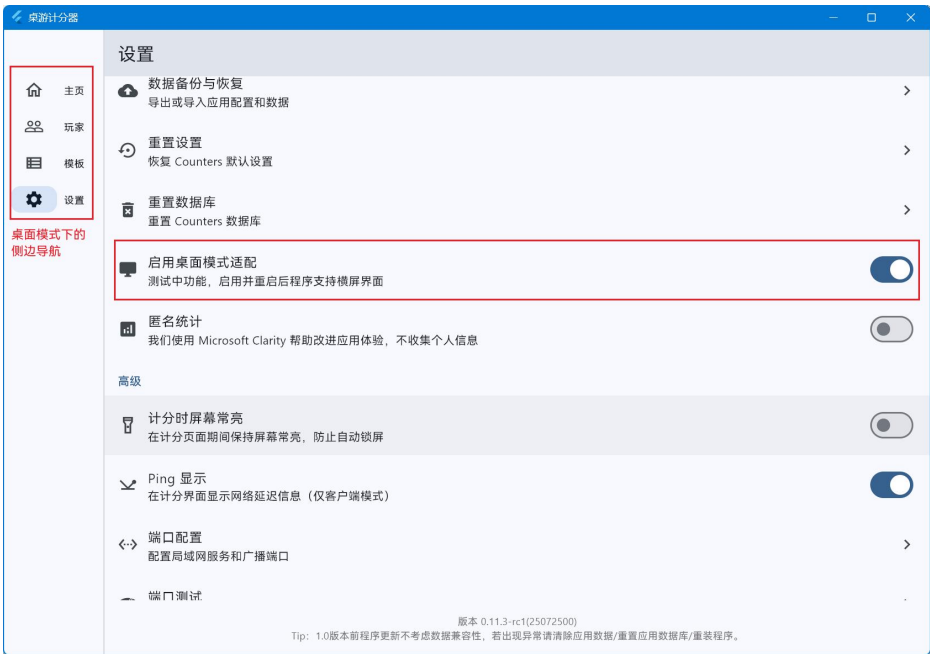 桌游计分器
设置
主页
玩家
模板
设置
桌面模式下的
侧边导航
数据备份与恢复
导出或导入应用配置和数据
重置设置
恢复 Counters 默认设置
重置数据库
重置 Counters 数据库
启用桌面模式适配
测试中功能，启用并重启后程序支持横屏界面
匿名统计
我们使用 Microsoft Clarity 帮助改进应用体验，不收集个人信息
高级
计分时屏幕常亮
在计分页面期间保持屏幕常亮，防止自动锁屏
Ping 显示
在计分界面显示网络延迟信息（仅客户端模式）
端口配置
配置局域网服务和广播端口
端口测试
版本 0.11.3-rc1(25072500)
Tip：1.0版本前程序更新不考虑数据兼容性，若出现异常请清除应用数据/重置应用数据库/重装程序。